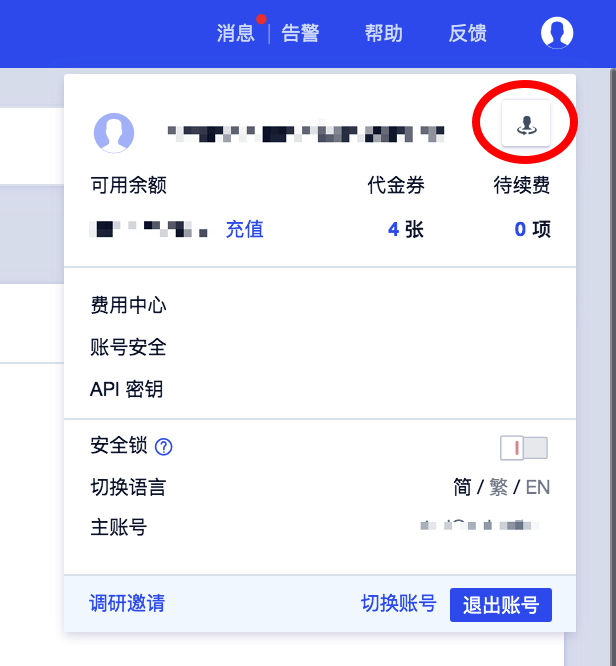 消息 告警 帮助 反馈
可用余额 代金券 待续费
充值 4 张 0 项
费用中心
账号安全
API 密钥
安全锁 ?
切换语言 简 / 繁 / EN
主账号
调研邀请 切换账号 退出账号